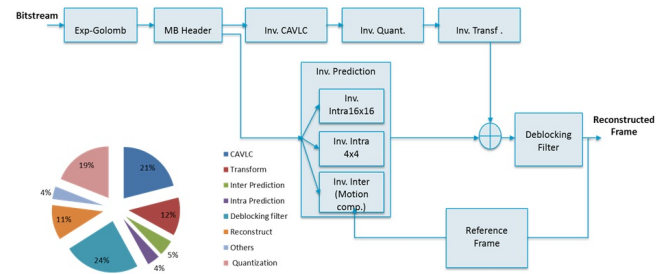 Bitstream
Exp-Golomb
MB Header
Inv. CAVLC
Inv. Quant.
Inv. Transf .
Inv. Prediction
Inv.
Intra16x16
Inv. Intra
4x4
Inv. Inter
(Motion
comp.)
Deblocking
Filter
Reconstructed
Frame
Reference
Frame
21%
12%
5%
4%
24%
11%
4%
19%
CAVLC
Transform
Inter Prediction
Intra Prediction
Deblocking filter
Reconstruct
Others
Quantization